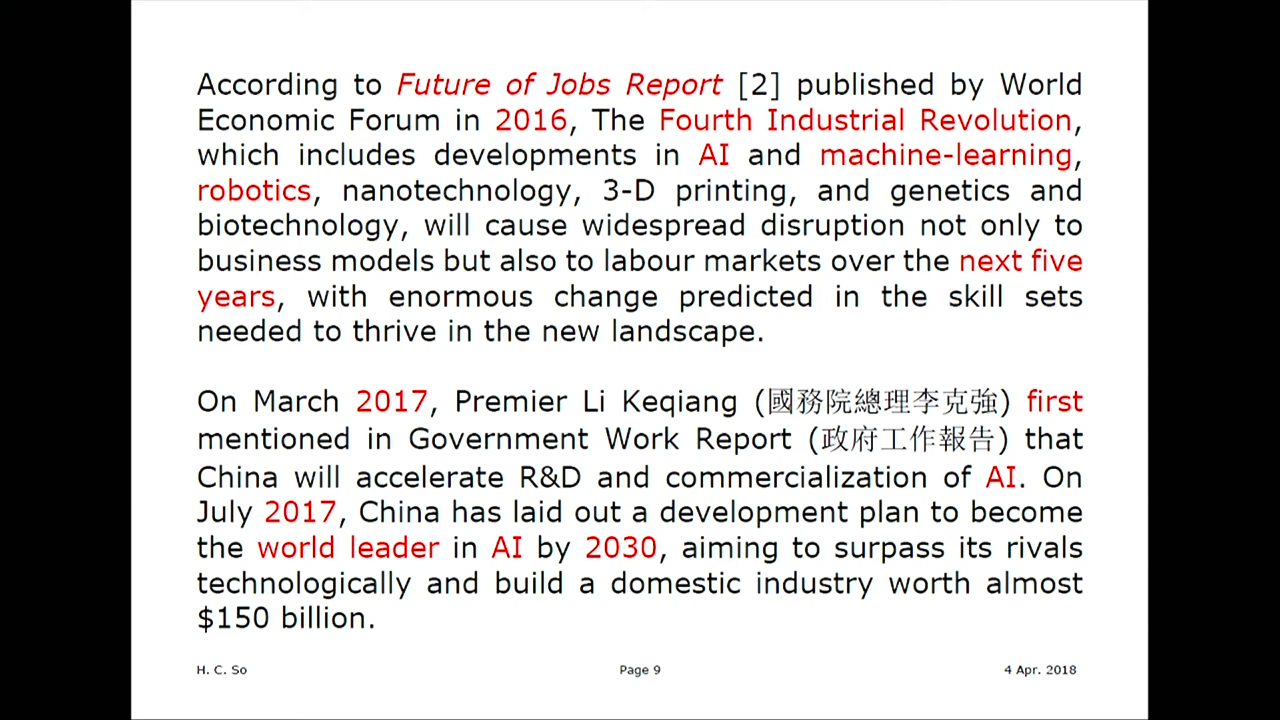 According to Future of Jobs Report [2] published by World
Economic Forum in 2016, The Fourth Industrial Revolution,
which includes developments in AI and machine-learning,
robotics, nanotechnology, 3-D printing, and genetics and
biotechnology, will cause widespread disruption not only to
business models but also to labour markets over the next five
years, with enormous change predicted in the skill sets
needed to thrive in the new landscape.
On March 2017, Premier Li Keqiang (國務院總理李克強) first
mentioned in Government Work Report (政府工作報告) that
China will accelerate R&D and commercialization of AI. On
July 2017, China has laid out a development plan to become
the world leader in AI by 2030, aiming to surpass its rivals
technologically and build a domestic industry worth almost
$150 billion.
H. C. So Page 9 4 Apr. 2018